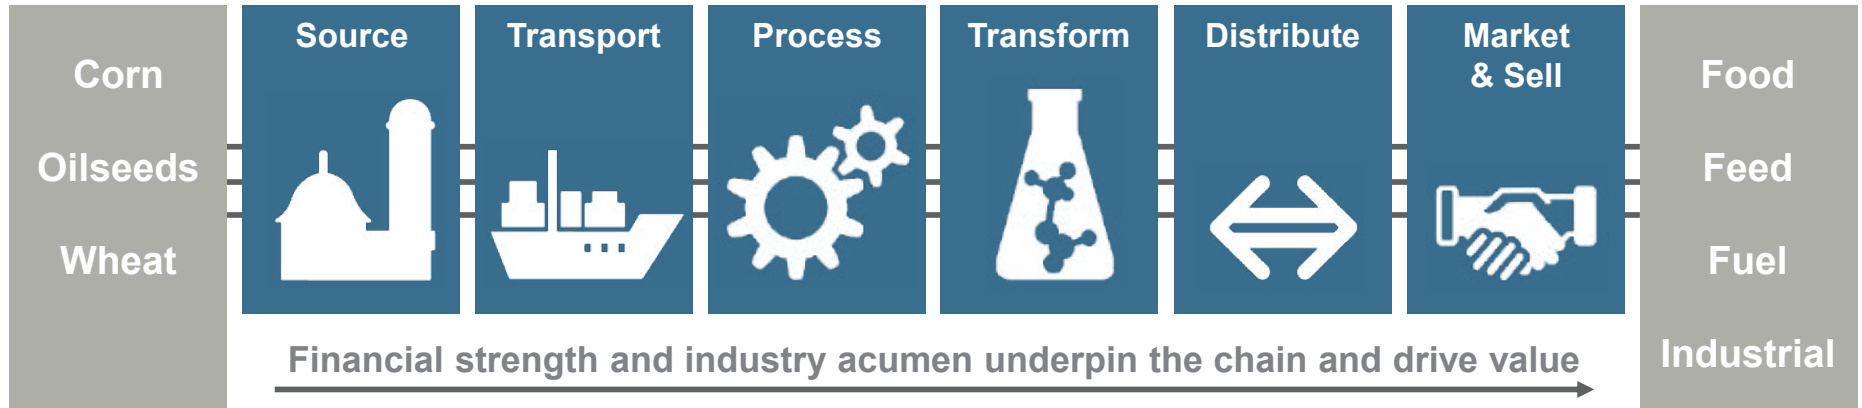 Corn
Oilseeds
Wheat
Source
Transport
Process
Transform
Distribute
Market
& Sell
Food
Feed
Fuel
Industrial
Financial strength and industry acumen underpin the chain and drive value